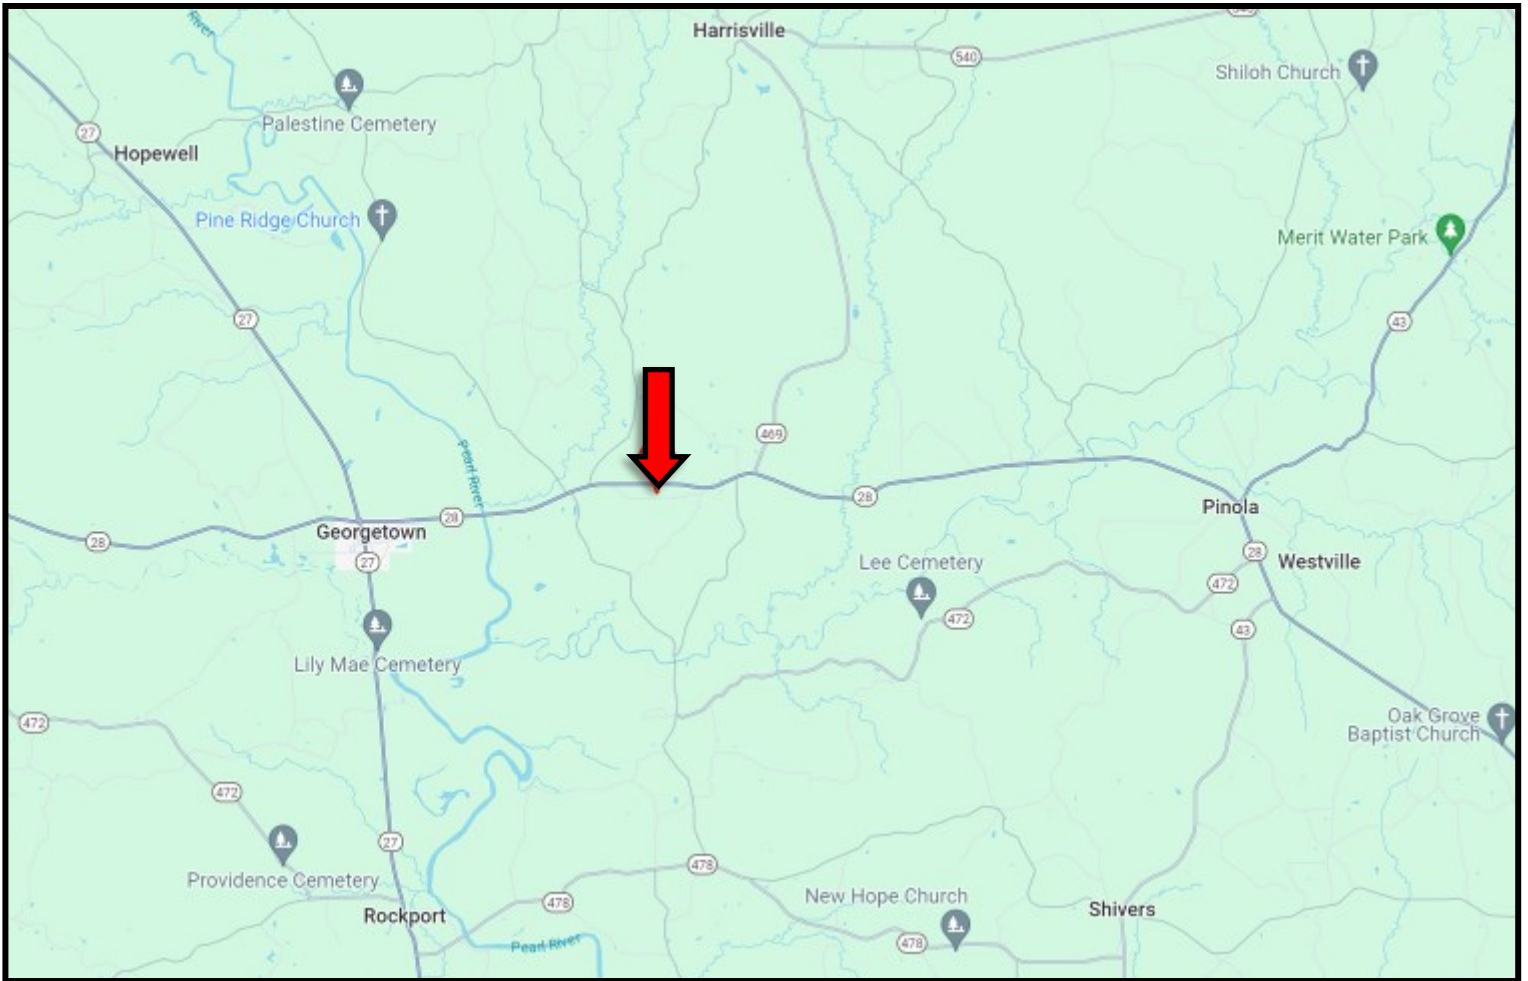 River
Harrisville
540
540
Shiloh Church
Palestine Cemetery
27
Hopewell
Pine Ridge Church
Merit Water Park
27
43
469
Pearl River
28
28
Pinola
28
Georgetown
27
28
Westville
Lee Cemetery
472
472
43
Lily Mae Cemetery
472
Oak Grove
Baptist Church
472
27
478
Providence Cemetery
478
New Hope Church
Shivers
Rockport
478
Pearl River